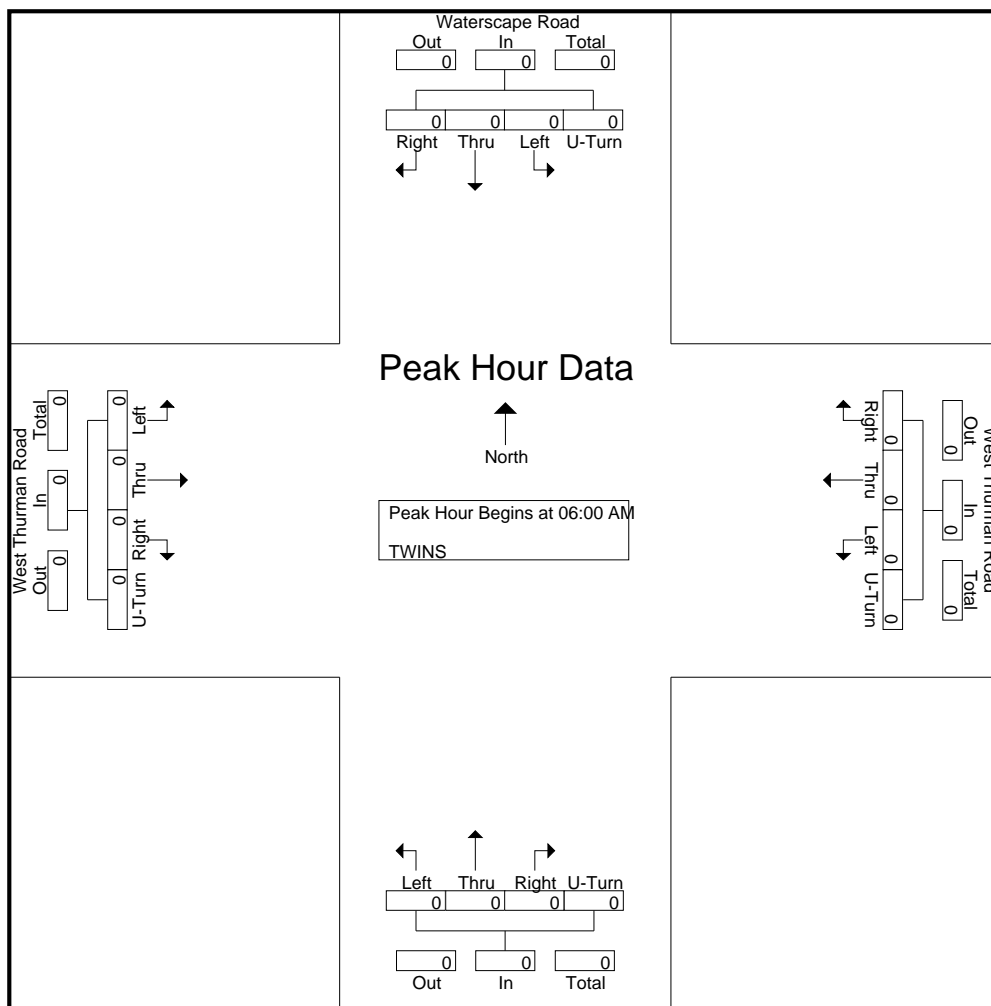 Waterscape Road
Out In Total
0 0 0
0 0 0 0
Right Thru Left U-Turn
Peak Hour Data
North
Peak Hour Begins at 06:00 AM
TWINS
West Thurman Road
Total In Out
0 0 0
0 0 0 0
Left Thru Right U-Turn
West Thurman Road
Out In Total
0 0 0
0 0 0 0
Right Thru Left U-Turn
Left Thru Right U-Turn
0 0 0 0
0 0 0
Out In Total